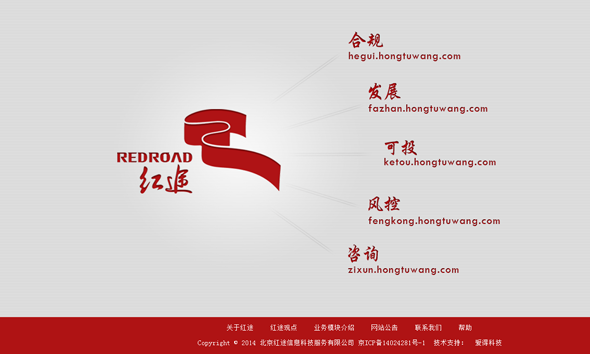 合规
hegui.hongtuwang.com
发展
fazhan.hongtuwang.com
可投
ketou.hongtuwang.com
REDROAD
红途
风控
fengkong.hongtuwang.com
咨询
zixun.hongtuwang.com
关于红途 红途观点 业务模块介绍 网站公告 联系我们 帮助
Copyright © 2014 北京红途信息科技服务有限公司 京ICP备14024281号-1 技术支持： 爱得科技